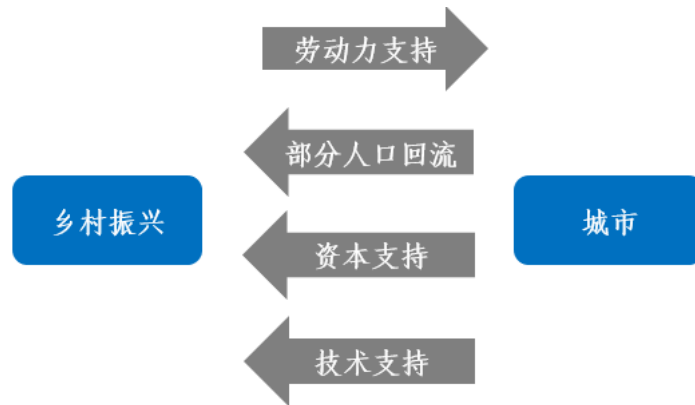 劳动力支持
部分人口回流
乡村振兴
城市
资本支持
技术支持